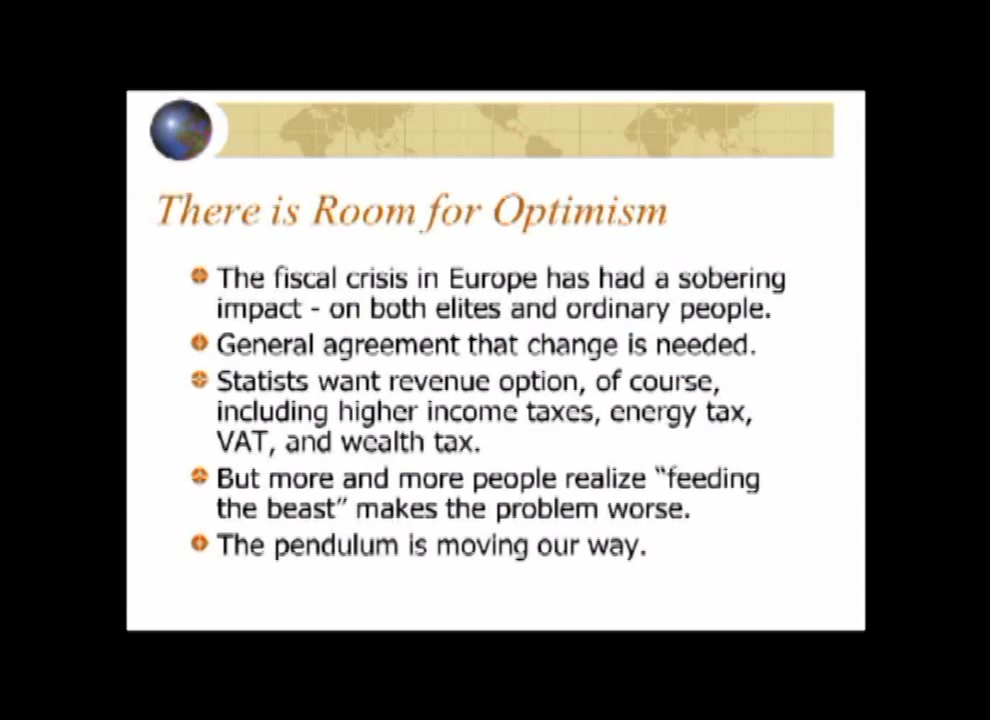 There is Room for Optimism
The fiscal crisis in Europe has had a sobering
impact - on both elites and ordinary people.
General agreement that change is needed.
Statists want revenue option, of course,
including higher income taxes, energy tax,
VAT, and wealth tax.
But more and more people realize “feeding
the beast” makes the problem worse.
The pendulum is moving our way.